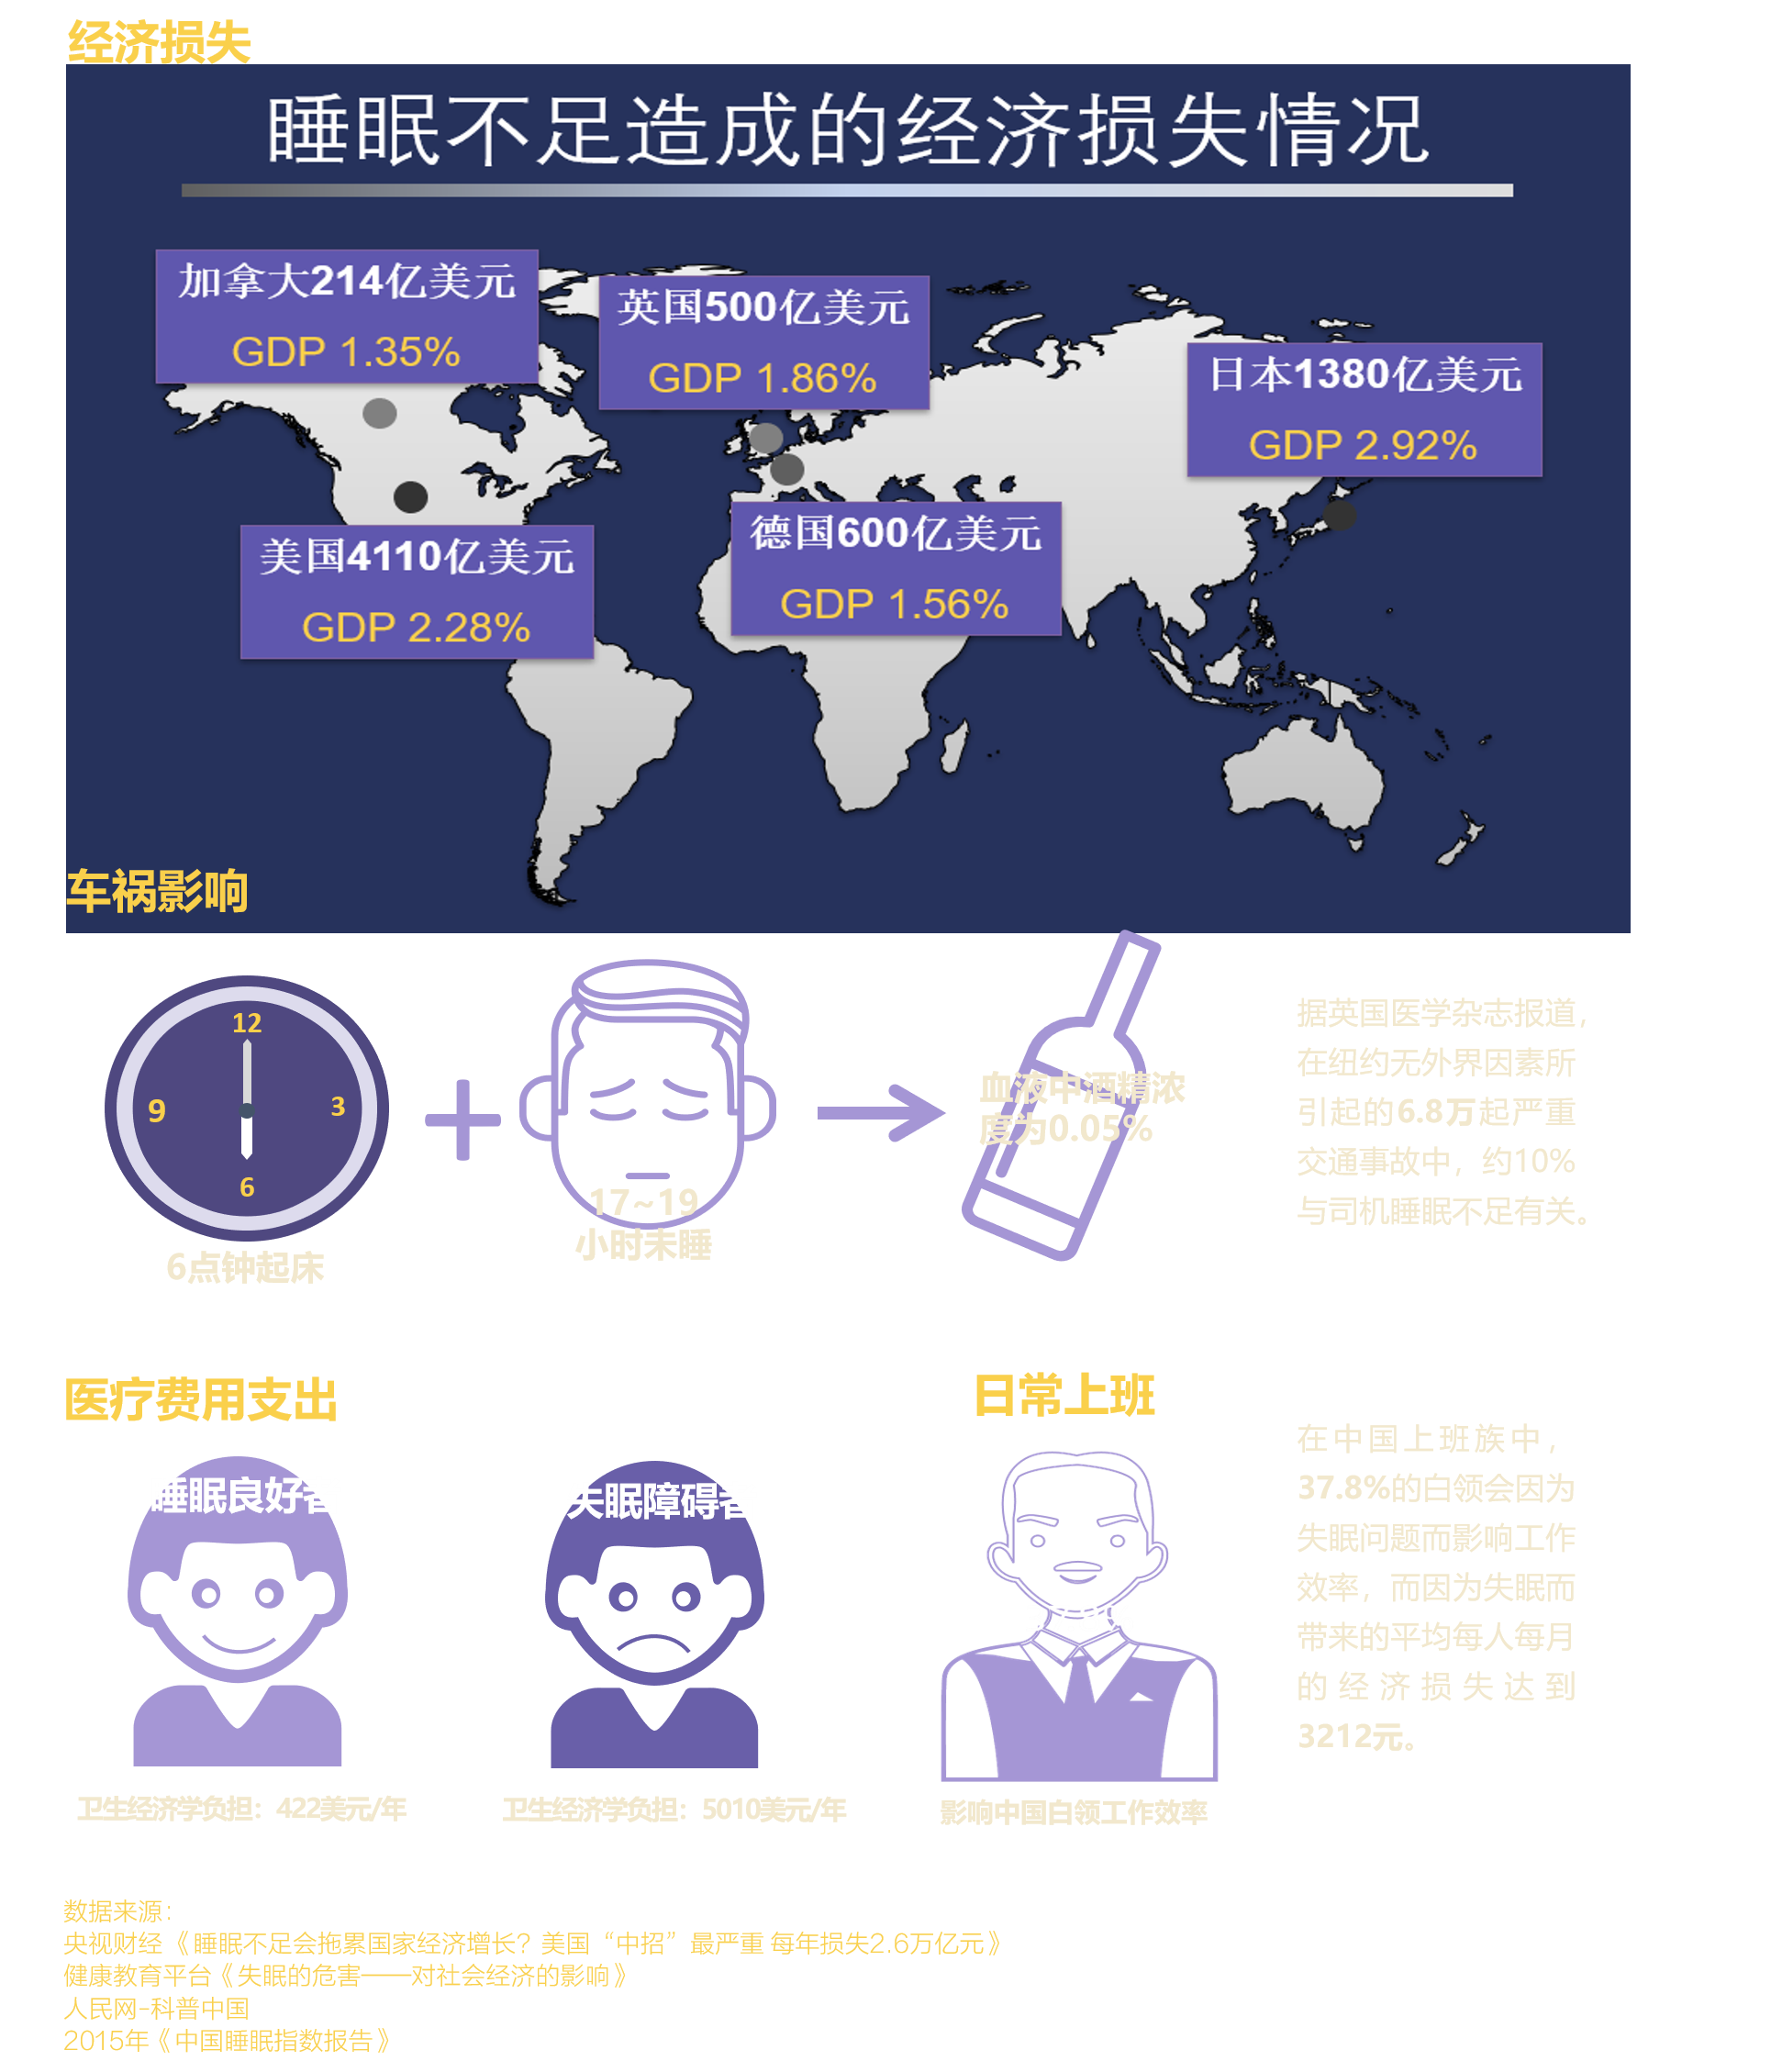 经济损失
睡眠不足造成的经济损失情况
加拿大214亿美元
GDP 1.35%
英国500亿美元
GDP 1.86%
日本1380亿美元
GDP 2.92%
美国4110亿美元
GDP 2.28%
德国600亿美元
GDP 1.56%
车祸影响
12
9
3
6
6点钟起床
17~19
小时未睡
血液中酒精浓
度为0.05%
据英国医学杂志报道，
在纽约无外界因素所
引起的6.8万起严重
交通事故中，约10%
与司机睡眠不足有关。
医疗费用支出
睡眠良好者
卫生经济学负担：422美元/年
失眠障碍者
卫生经济学负担：5010美元/年
日常上班
影响中国白领工作效率
在中国上班族中，
37.8%的白领会因为
失眠问题而影响工作
效率，而因为失眠而
带来的平均每人每月
的经济损失达到
3212元。
数据来源：
央视财经《睡眠不足会拖累国家经济增长？美国“中招”最严重 每年损失2.6万亿元》
健康教育平台《失眠的危害——对社会经济的影响》
人民网-科普中国
2015年《中国睡眠指数报告》